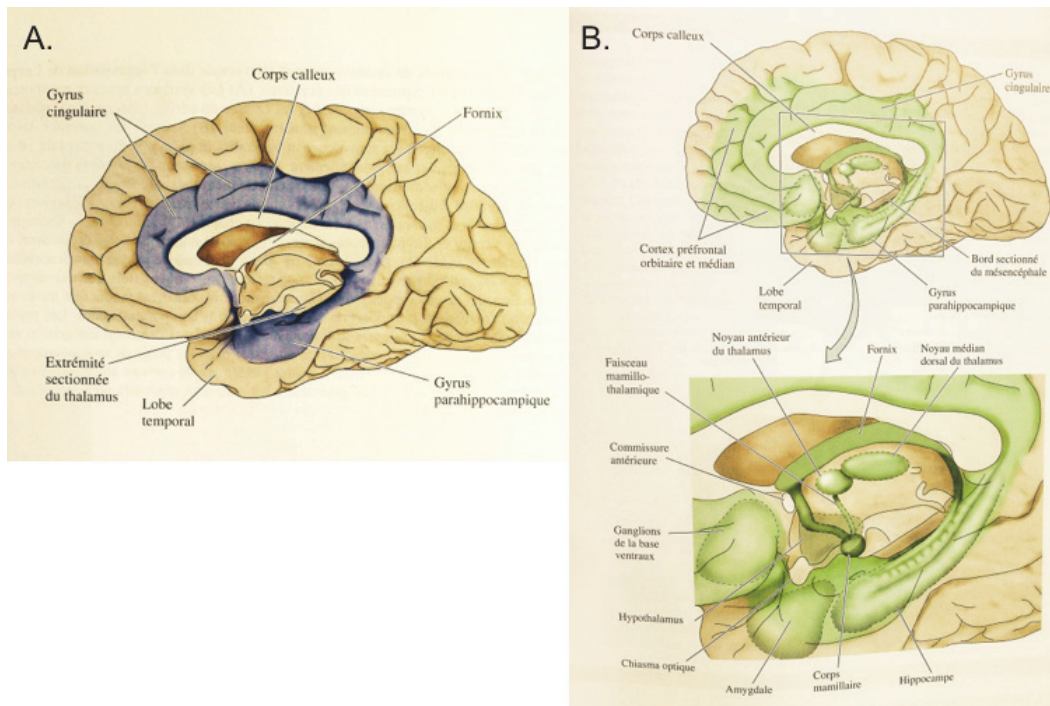 A.
Corps calleux
Gyrus
cingulaire
Fornix
Extrémité
sectionnée
du thalamus
Lobe
temporal
Gyrus
parahippocampique
B.
Corps calleux
Gyrus
cingulaire
Cortex préfrontal
orbitaire et médian
Bord sectionné
du mésencéphale
Lobe
temporal
Gyrus
parahippocampique
Noyau antérieur
du thalamus
Fornix
Noyau médian
dorsal du thalamus
Faisceau
mamillo-
thalamique
Commissure
antérieure
Ganglions
de la base
ventraux
Hypothalamus
Chiasma optique
Amygdale
Corps
mamillaire
Hippocampe